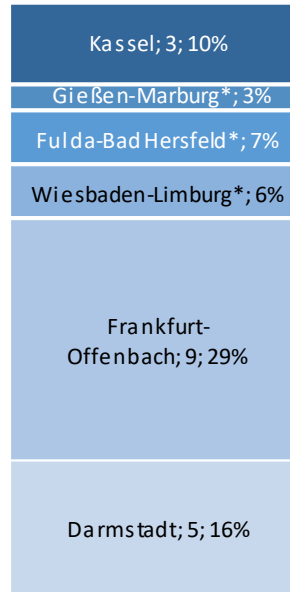 Kassel; 3; 10%
Gießen-Marburg*; 3%
Fulda-Bad Hersfeld*; 7%
Wiesbaden-Limburg*; 6%
Frankfurt-
Offenbach; 9; 29%
Darmstadt; 5; 16%